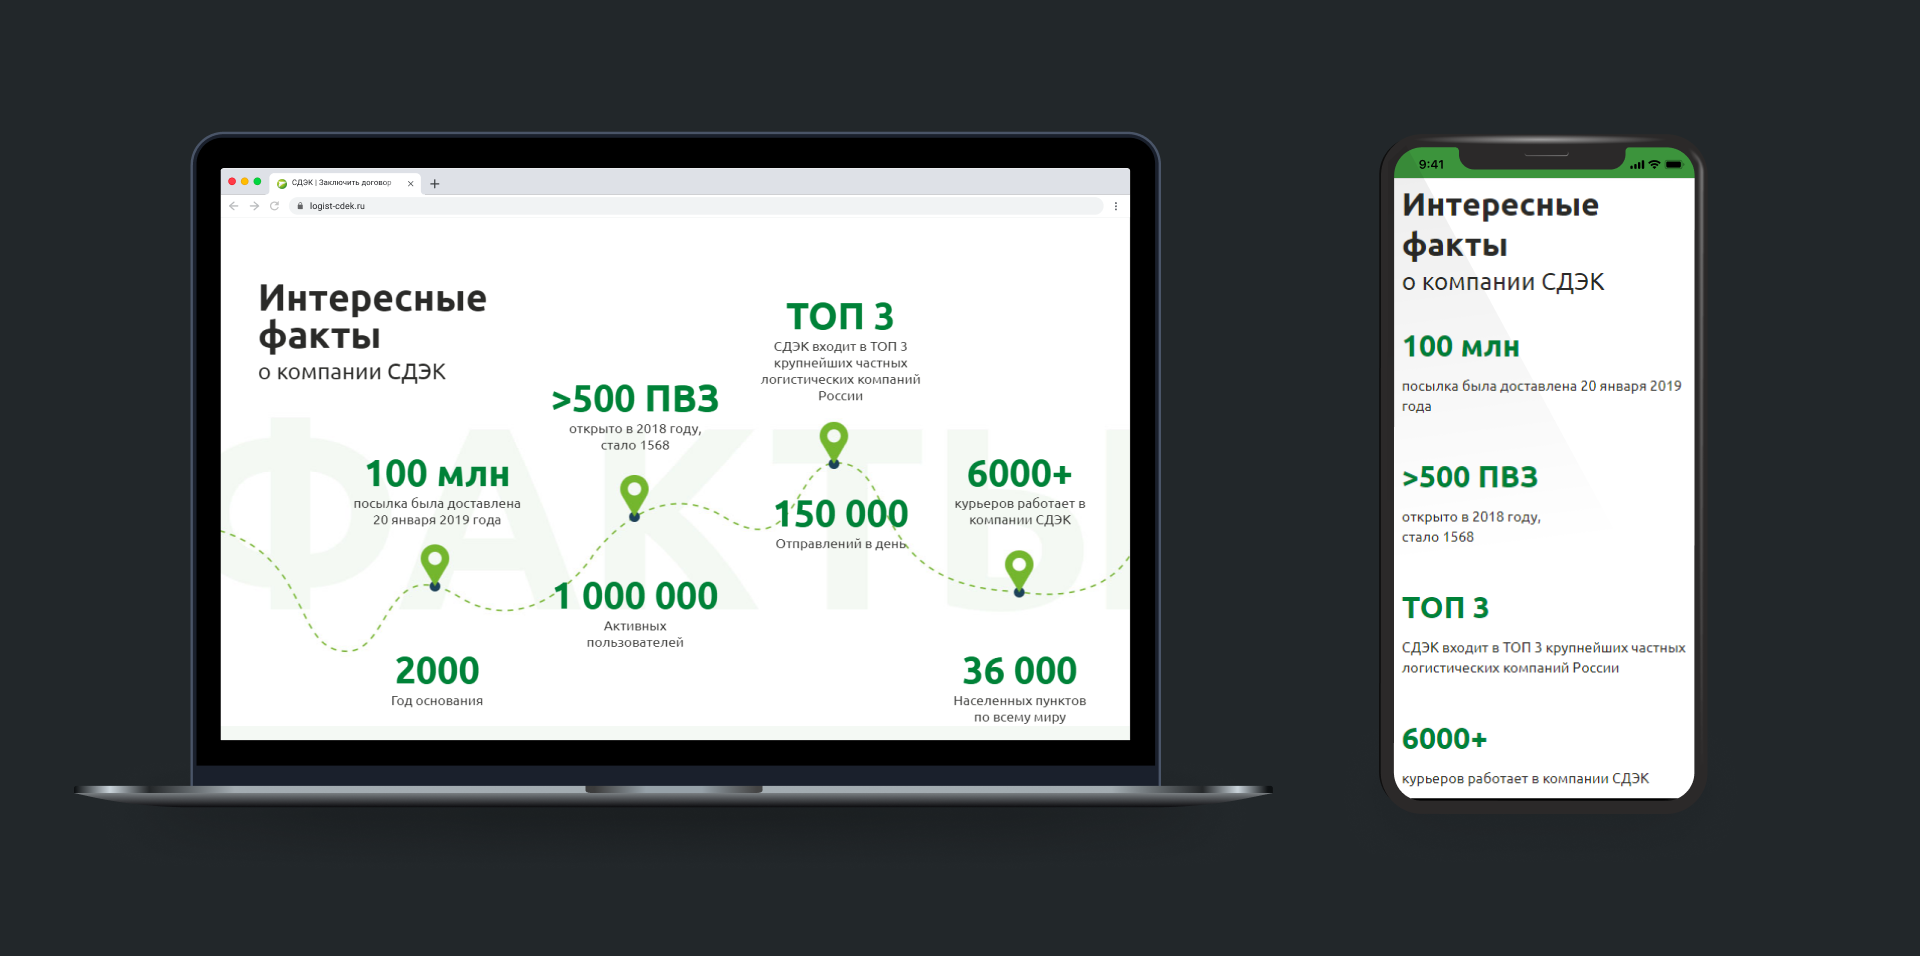 СДЭК | Заключить договор
logist-cdek.ru
Интересные
факты
о компании СДЭК
ФАКТЫ
100 млн
посылка была доставлена
20 января 2019 года
>500 ПВЗ
открыто в 2018 году,
стало 1568
ТОП 3
СДЭК входит в ТОП 3
крупнейших частных
логистических компаний
России
6000+
курьеров работает в
компании СДЭК
150 000
Отправлений в день
1 000 000
Активных
пользователей
2000
Год основания
36 000
Населенных пунктов
по всему миру
9:41
Интересные
факты
о компании СДЭК
100 млн
посылка была доставлена 20 января 2019
года
>500 ПВЗ
открыто в 2018 году,
стало 1568
ТОП 3
СДЭК входит в ТОП 3 крупнейших частных
логистических компаний России
6000+
курьеров работает в компании СДЭК